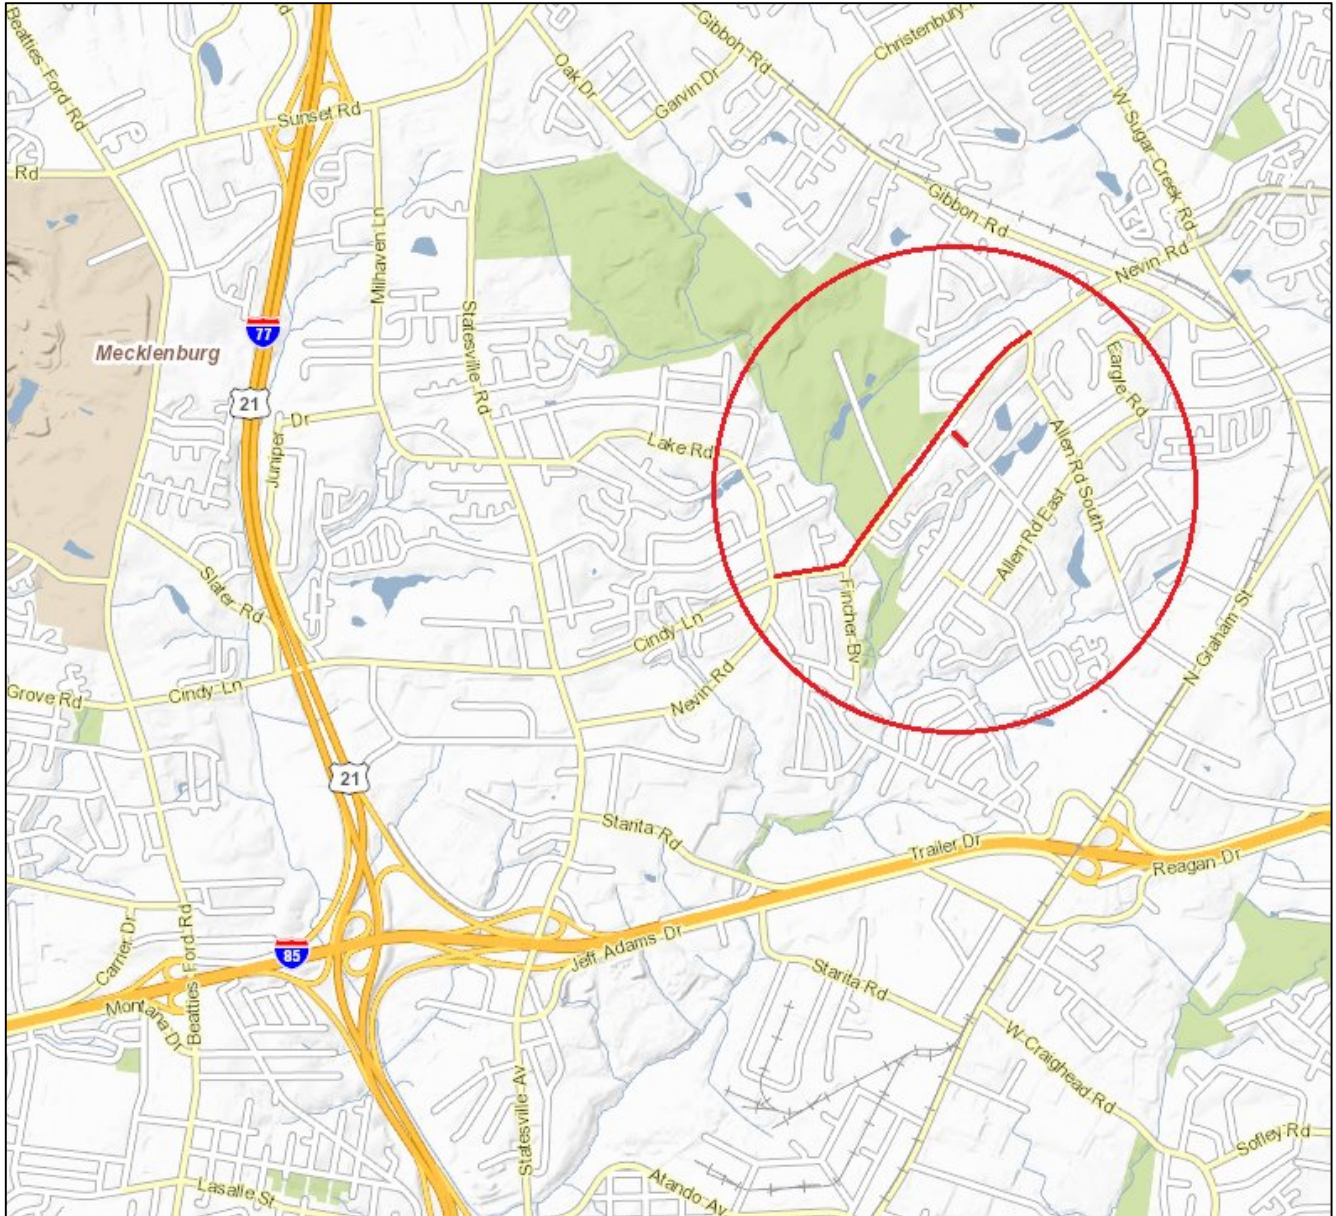 Beatties-Ford-Rd
Rd
Gibbon-Rd
Christenbury
Oak Dr
Garvin Dr
Sunset Rd
W-Sugar-Creek-Rd
Rd
Milhaven Ln
Gibbon-Rd
Nevin-Rd
Statesville-Rd
77
Mecklenburg
Eargle Rd
21
Juniper Dr
Lake Rd
Allen Rd South
Allen Rd East
Slater Rd
Fincher Bv
Cindy-Ln
N-Graham-St
Nevin-Rd
Grove Rd
Cindy-Ln
21
Starita-Rd
Trailer Dr
Reagan Dr
Carrier Dr
Beatties-Ford-Rd
85
Jeff Adams-Dr
Starita Rd
Montana Dr
W-Craighead-Rd
Statesville-Av
Sofley-Rd
Lasalle-St
Atando-Av